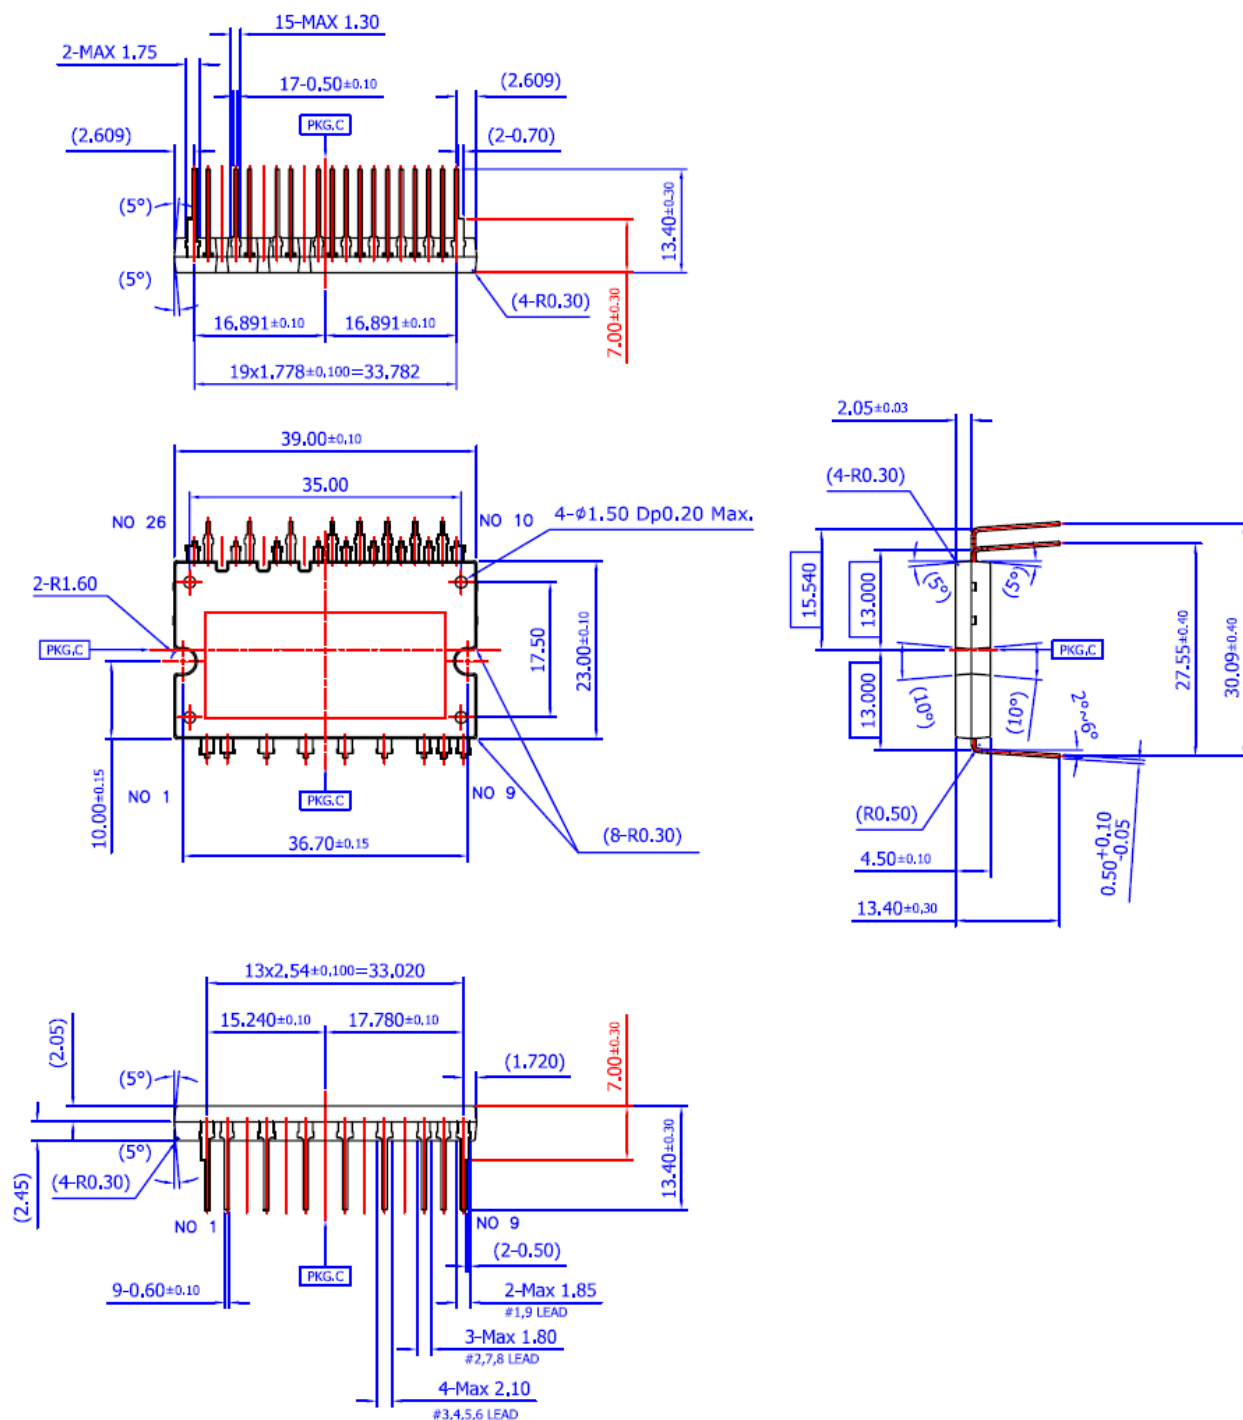 15-MAX 1.30
2-MAX 1.75
17-0.50±0.10
(2.609)
PKG.C
(2.609)
(2-0.70)
(5°)
13.40±0.30
(5°)
(4-R0.30)
7.00±0.30
16.891±0.10
16.891±0.10
19x1.778±0.100=33.782
39.00±0.10
35.00
NO 26
NO 10
4-φ1.50 Dp0.20 Max.
2-R1.60
PKG.C
17.50
23.00±0.10
10.00±0.15
NO 1
PKG.C
NO 9
36.70±0.15
(8-R0.30)
2.05±0.03
(4-R0.30)
15.540
13.000
(5°)
(5°)
PKG.C
27.55±0.40
30.09±0.40
13.000
(10°)
(10°)
2°~6°
(R0.50)
4.50±0.10
0.50+0.10-0.05
13.40±0.30
13x2.54±0.100=33.020
15.240±0.10
17.780±0.10
(2.05)
(5°)
(1.720)
7.00±0.30
(5°)
(4-R0.30)
(2.45)
13.40±0.30
NO 1
NO 9
(2-0.50)
PKG.C
9-0.60±0.10
2-Max 1.85
#1,9 LEAD
3-Max 1.80
#2,7,8 LEAD
4-Max 2.10
#3,4,5,6 LEAD